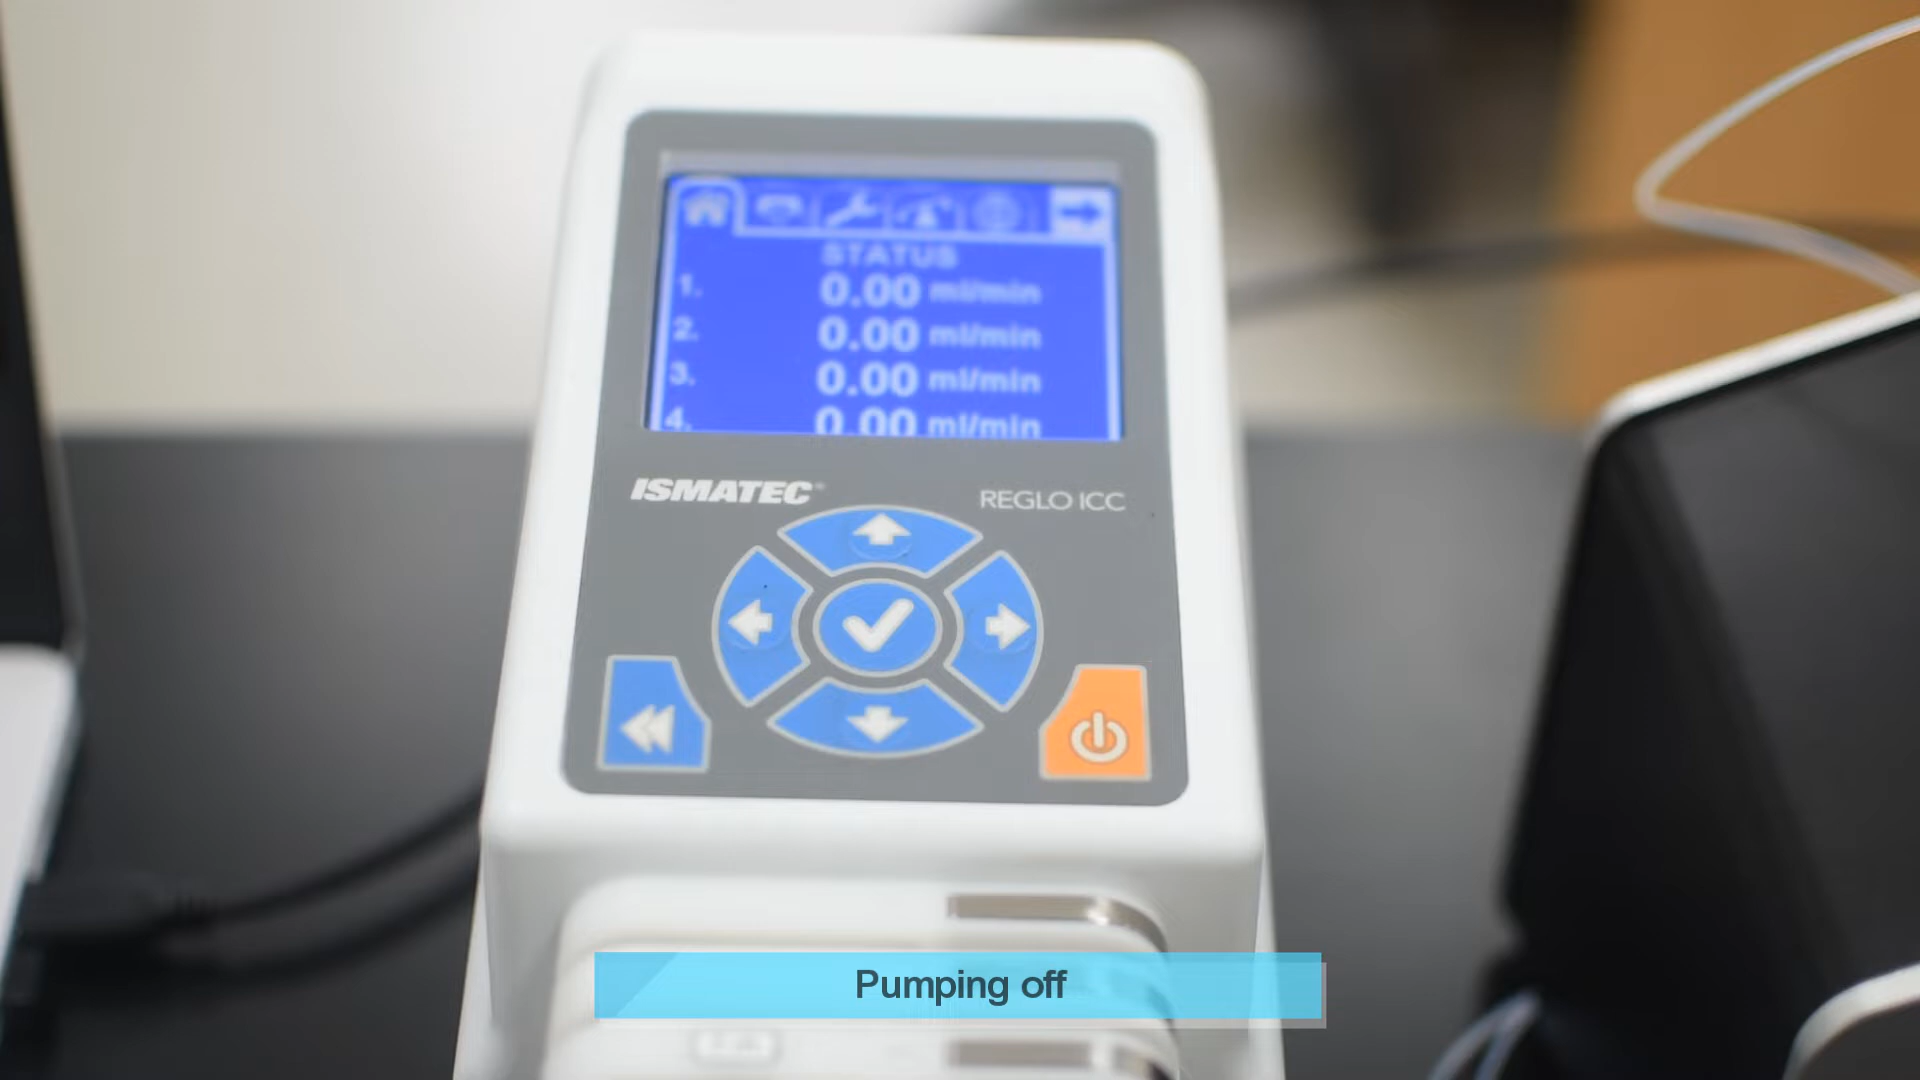 STATUS
1. 0.00 ml/min
2. 0.00 ml/min
3. 0.00 ml/min
4. 0.00 ml/min
ISMATEC® REGLO ICC
Pumping off